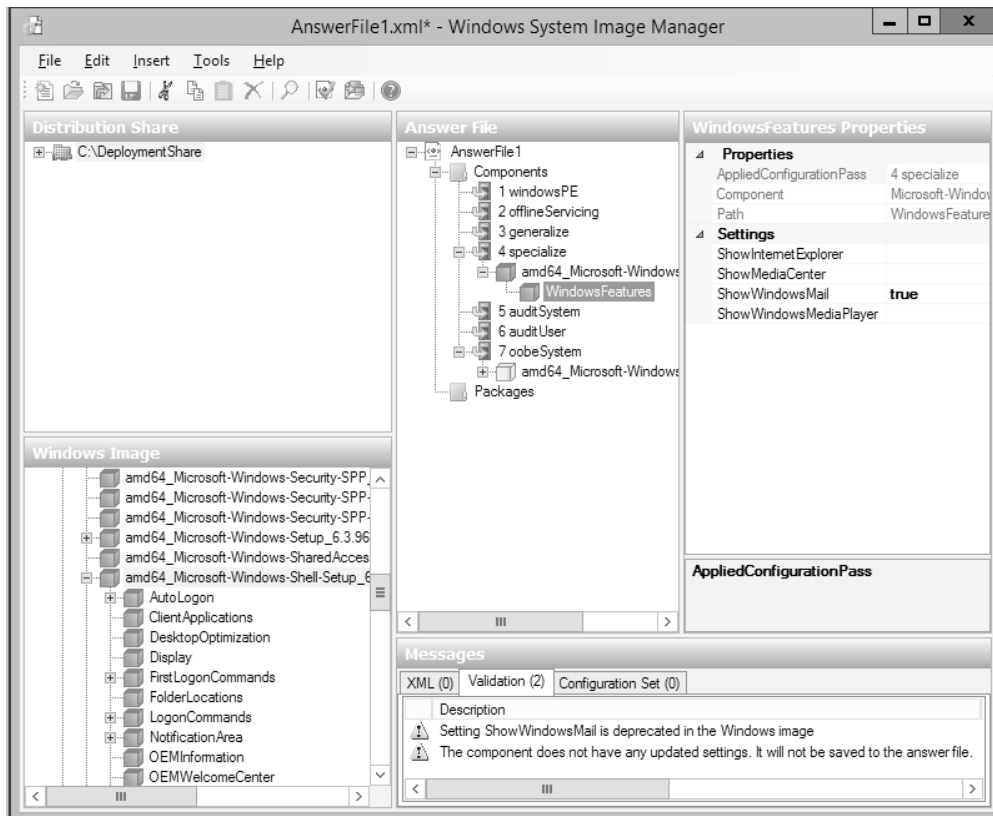 AnswerFile1.xml* - Windows System Image Manager
File Edit Insert Tools Help
Distribution Share
C:\DeploymentShare
Answer File
AnswerFile1
Components
1 windowsPE
2 offlineServicing
3 generalize
4 specialize
amd64_Microsoft-Windows
WindowsFeatures
5 auditSystem
6 auditUser
7 oobeSystem
amd64_Microsoft-Windows
Packages
WindowsFeatures Properties
Properties
AppliedConfigurationPass 4 specialize
Component Microsoft-Window
Path WindowsFeature
Settings
ShowInternetExplorer
ShowMediaCenter
ShowWindowsMail true
ShowWindowsMediaPlayer
AppliedConfigurationPass
Windows Image
amd64_Microsoft-Windows-Security-SPP_
amd64_Microsoft-Windows-Security-SPP-
amd64_Microsoft-Windows-Security-SPP-
amd64_Microsoft-Windows-Setup_6.3.96
amd64_Microsoft-Windows-SharedAcces
amd64_Microsoft-Windows-Shell-Setup_6
AutoLogon
ClientApplications
DesktopOptimization
Display
FirstLogonCommands
FolderLocations
LogonCommands
NotificationArea
OEMInformation
OEMWelcomeCenter
Messages
XML (0) Validation (2) Configuration Set (0)
Description
Setting ShowWindowsMail is deprecated in the Windows image
The component does not have any updated settings. It will not be saved to the answer file.